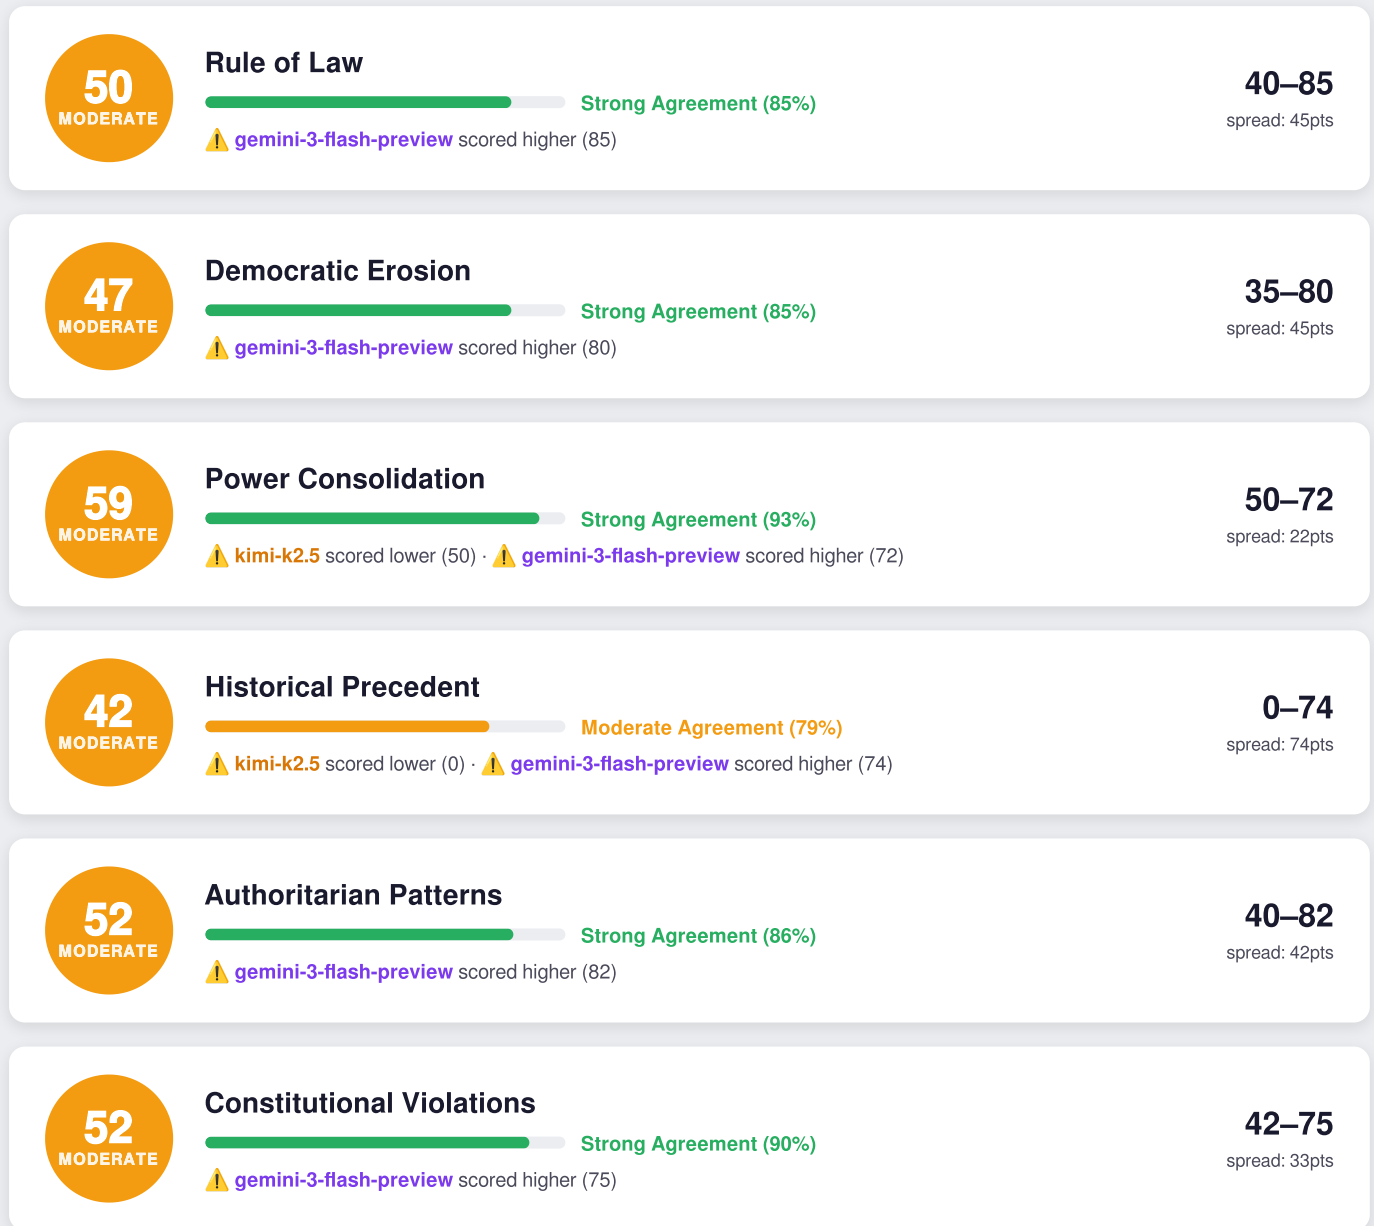 50
MODERATE
Rule of Law
Strong Agreement (85%)
⚠️ gemini-3-flash-preview scored higher (85)
40–85
spread: 45pts
47
MODERATE
Democratic Erosion
Strong Agreement (85%)
⚠️ gemini-3-flash-preview scored higher (80)
35–80
spread: 45pts
59
MODERATE
Power Consolidation
Strong Agreement (93%)
⚠️ kimi-k2.5 scored lower (50) · ⚠️ gemini-3-flash-preview scored higher (72)
50–72
spread: 22pts
42
MODERATE
Historical Precedent
Moderate Agreement (79%)
⚠️ kimi-k2.5 scored lower (0) · ⚠️ gemini-3-flash-preview scored higher (74)
0–74
spread: 74pts
52
MODERATE
Authoritarian Patterns
Strong Agreement (86%)
⚠️ gemini-3-flash-preview scored higher (82)
40–82
spread: 42pts
52
MODERATE
Constitutional Violations
Strong Agreement (90%)
⚠️ gemini-3-flash-preview scored higher (75)
42–75
spread: 33pts